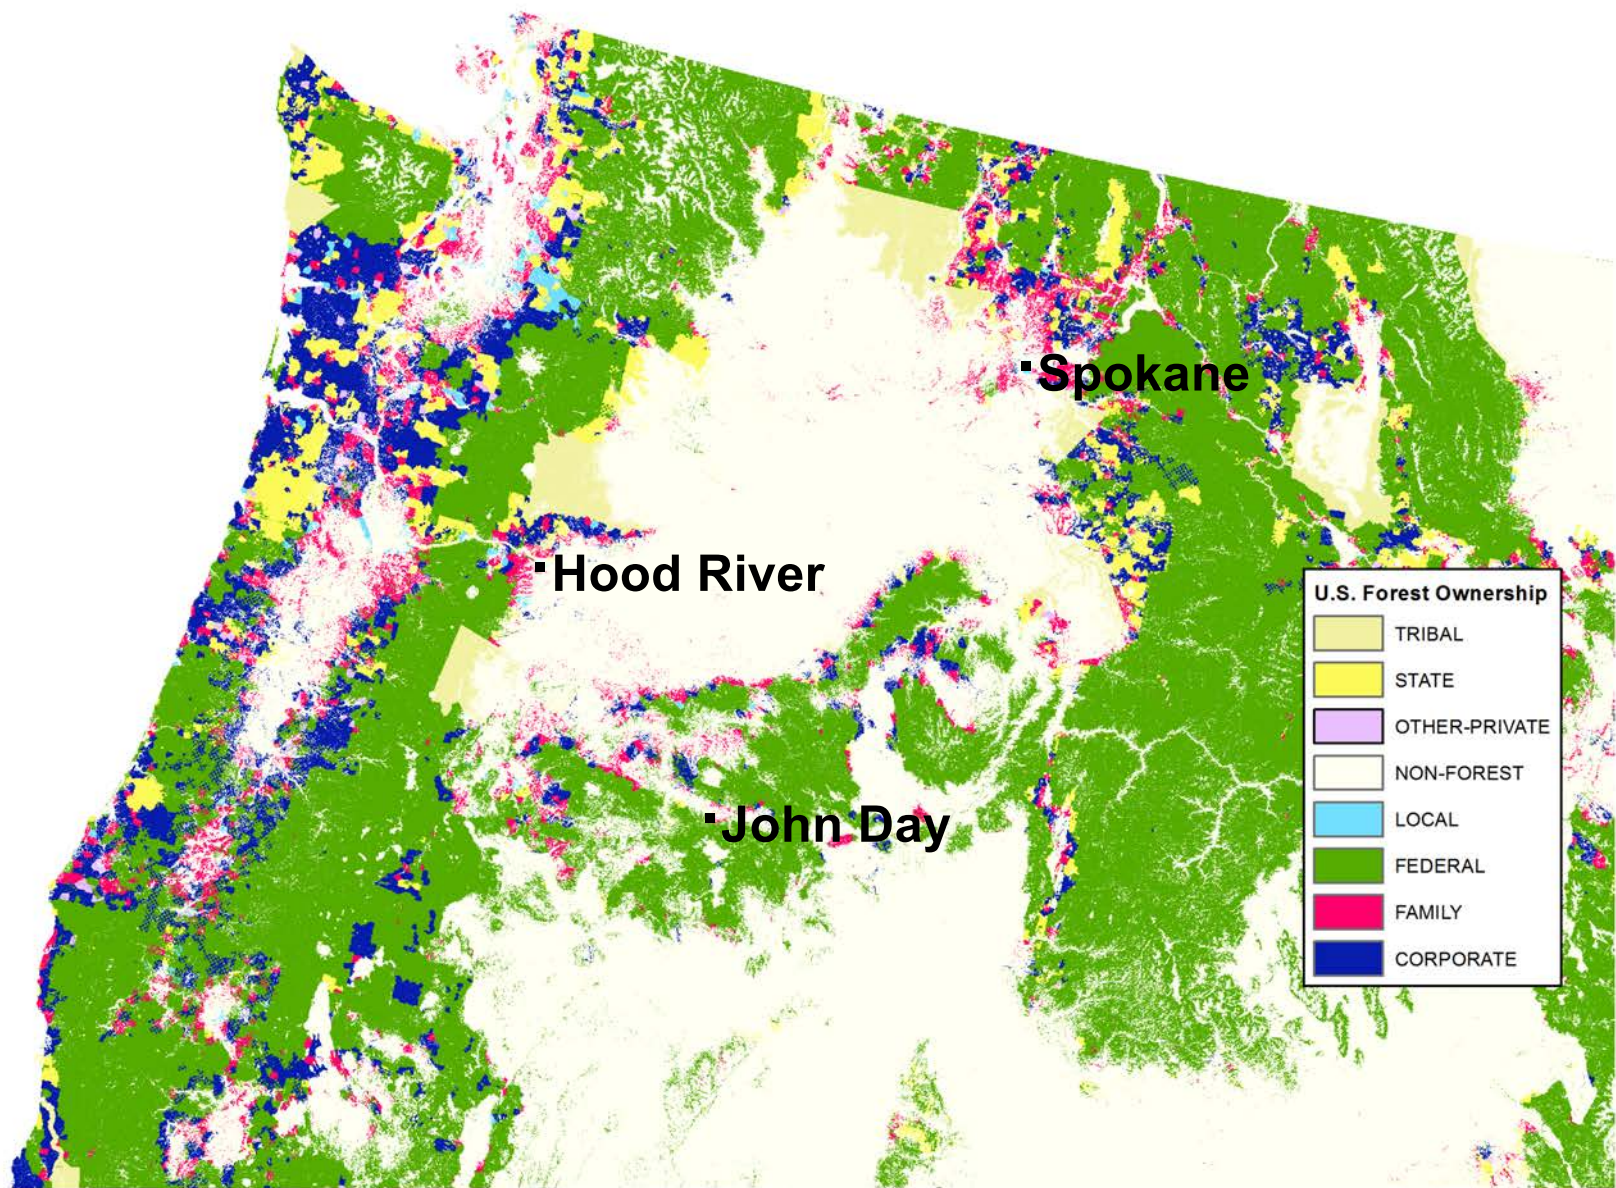 Spokane
Hood River
U.S. Forest Ownership
TRIBAL
STATE
OTHER-PRIVATE
NON-FOREST
LOCAL
FEDERAL
FAMILY
CORPORATE
John Day